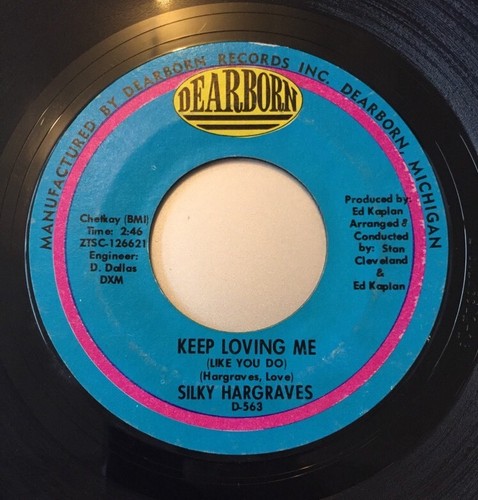 MANUFACTURED BY DEARBORN RECORDS INC. DEARBORN, MICHIGAN
DEARBORN
Chefkay (BMI)
Time: 2:46
ZTSC-126621
Engineer:
D. Dallas
DXM
Produced by:
Ed Kaplan
Arranged &
Conducted
by: Stan
Cleveland
&
Ed Kaplan
KEEP LOVING ME
(LIKE YOU DO)
(Hargraves, Love)
SILKY HARGRAVES
D-563